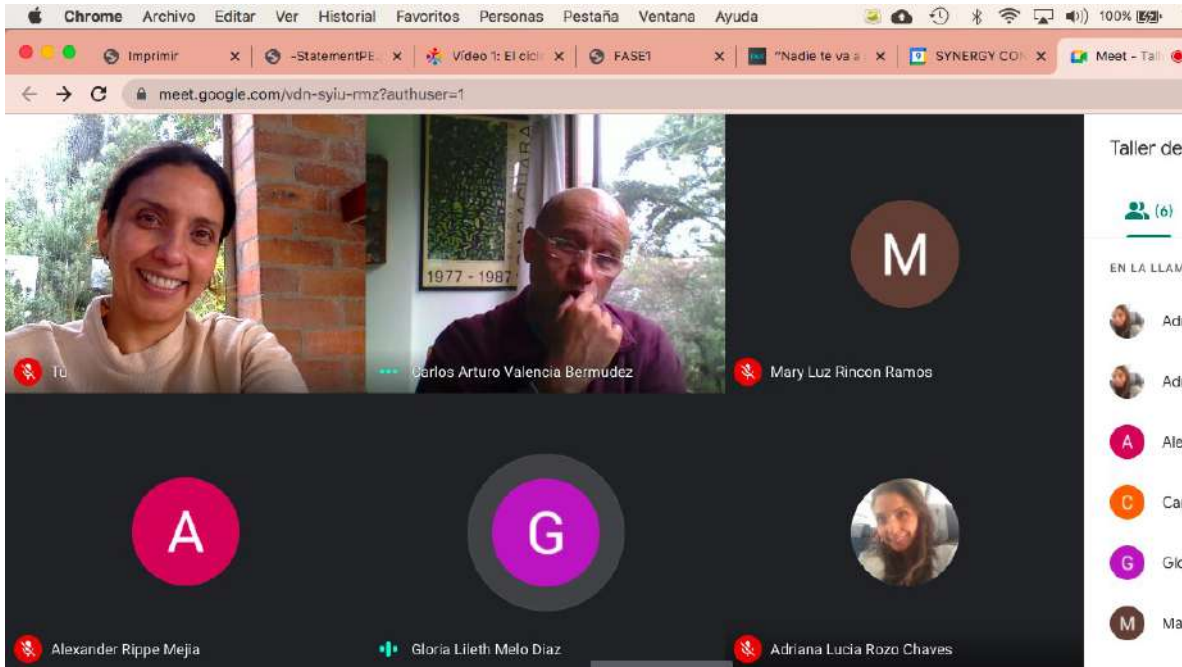 Chrome Archivo Editar Ver Historial Favoritos Personas Pestaña Ventana Ayuda 100%
Imprimir
-StatementPE
Vídeo 1: El cicl
FASE1
"Nadie te va a
SYNERGY CON
Meet - Tall
meet.google.com/vdn-syiu-rmz?authuser=1
Taller de
(6)
1977 - 1987
M
EN LA LLAM
Adr
Adr
Tú
Carlos Arturo Valencia Bermudez
Mary Luz Rincon Ramos
A Ale
C Car
A
G
G Glo
M Ma
Alexander Rippe Mejia
Gloria Lileth Melo Diaz
Adriana Lucia Rozo Chaves